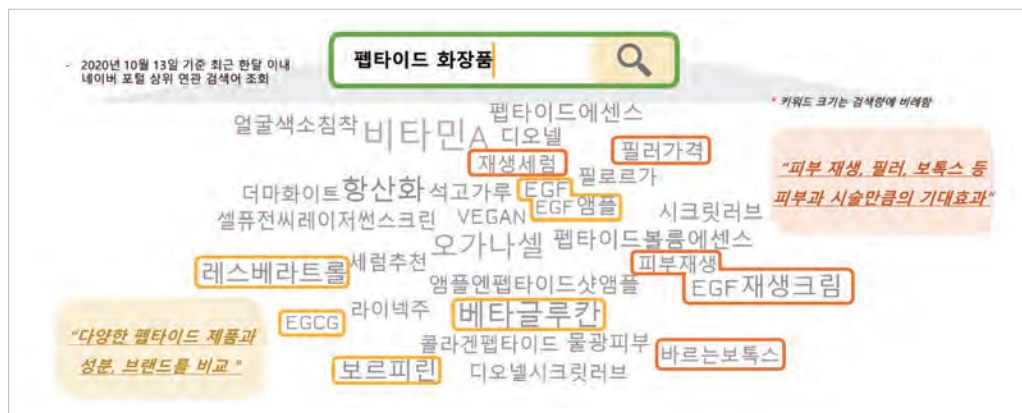 펩타이드 화장품
- 2020년 10월 13일 기준 최근 한달 이내
네이버 포털 상위 연관 검색어 조회
* 키워드 크기는 검색량에 비례함
펩타이드에센스
얼굴색소침착 비타민A 디오넬
재생세럼 필러가격
더마화이트 항산화 석고가루 EGF 필로르가
셀퓨전씨레이저썬스크린 VEGAN EGF앰플 시크릿러브
오가나셀 펩타이드볼륨에센스
레스베라트롤 세럼추천 피부재생
앰플엔펩타이드샷앰플 EGF재생크림
EGCG 라이넥주 베타글루칸
콜라겐펩타이드 물광피부 바르는보톡스
보르피린 디오넬시크릿러브
"피부 재생, 필러, 보톡스 등
피부과 시술만큼의 기대효과"
"다양한 펩타이드 제품과
성분, 브랜드를 비교 "